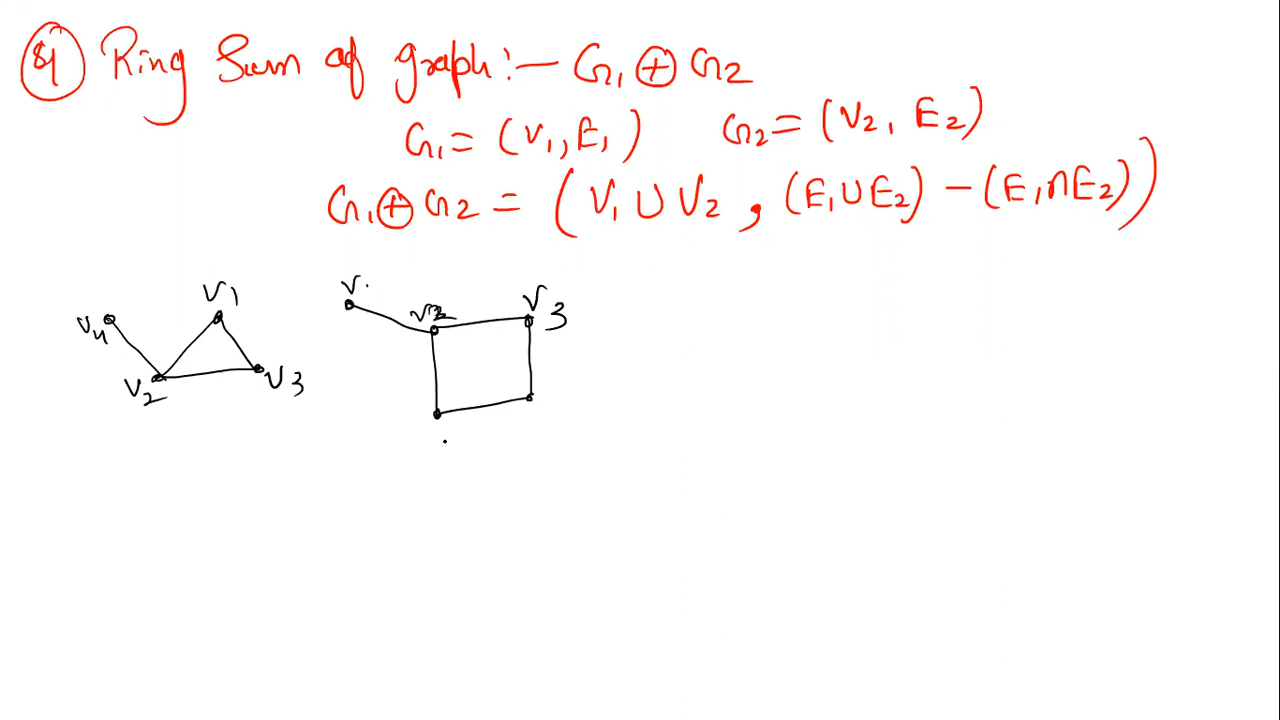 Ring Sum of graph:- G₁ ⊕ G₂
G₁ = (V₁, E₁) G₂ = (V₂, E₂)
G₁ ⊕ G₂ = (V₁ ∪ V₂, (E₁ ∪ E₂) - (E₁ ∩ E₂))
V₁ V₃
V₄ V₂
V₂ V₃